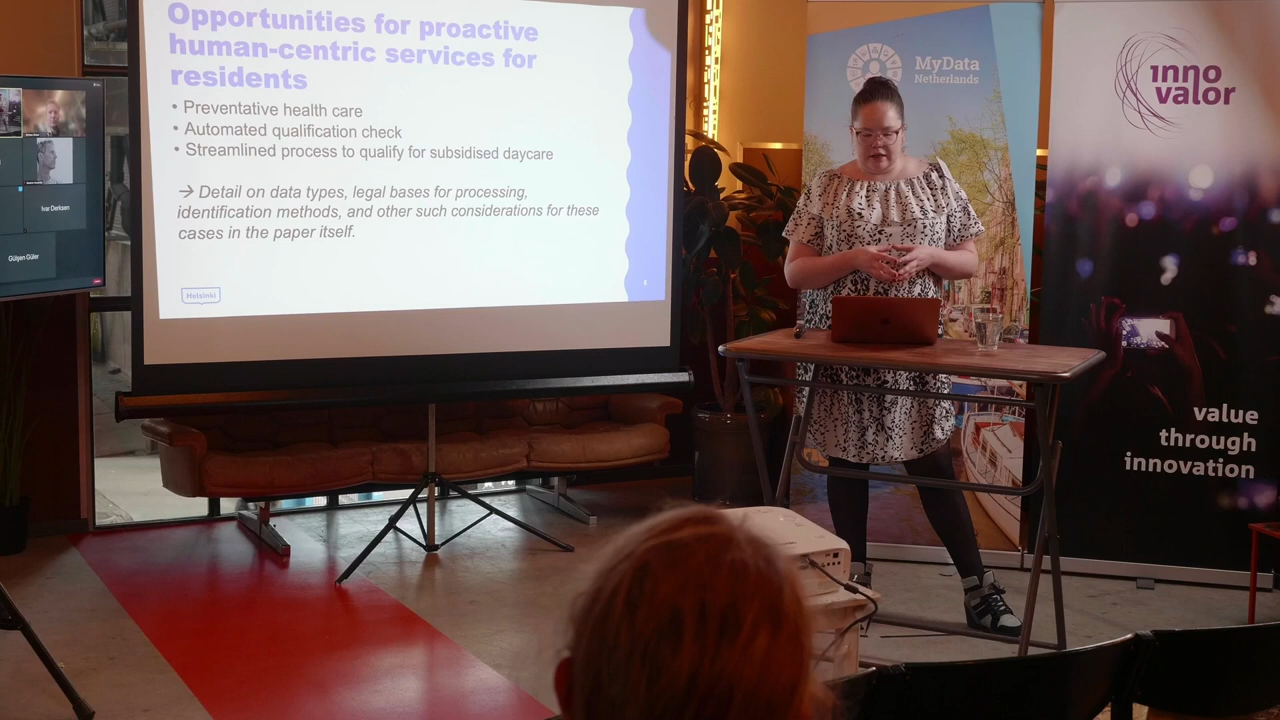 Opportunities for proactive
human-centric services for
residents
• Preventative health care
• Automated qualification check
• Streamlined process to qualify for subsidised daycare
→ Detail on data types, legal bases for processing,
identification methods, and other such considerations for these
cases in the paper itself.
Helsinki
Ivar Derksen
Gülşen Güler
MyData
Netherlands
inno
valor
value
through
innovation